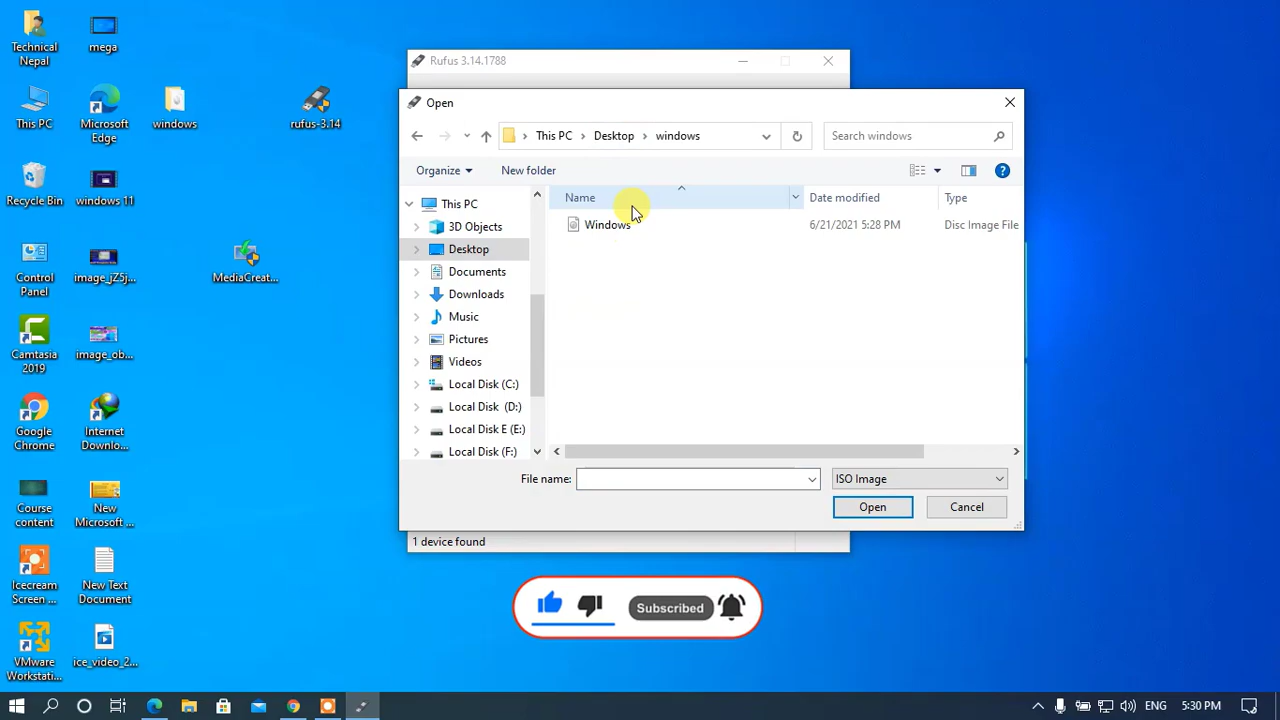 Technical
Nepal
mega
This PC
Microsoft
Edge
windows
rufus-3.14
Recycle Bin
windows 11
Control
Panel
image_jZ5j...
MediaCreat...
Camtasia
2019
image_ob...
Google
Chrome
Internet
Downlo...
Course
content
New
Microsoft ...
Icecream
Screen ...
New Text
Document
VMware
Workstati...
ice_video_2...
Rufus 3.14.1788
Open
This PC > Desktop > windows
Search windows
Organize
New folder
Name
Date modified
Type
Windows
6/21/2021 5:28 PM
Disc Image File
This PC
3D Objects
Desktop
Documents
Downloads
Music
Pictures
Videos
Local Disk (C:)
Local Disk (D:)
Local Disk E (E:)
Local Disk (F:)
File name:
ISO Image
Open
Cancel
1 device found
Subscribed
ENG
5:30 PM